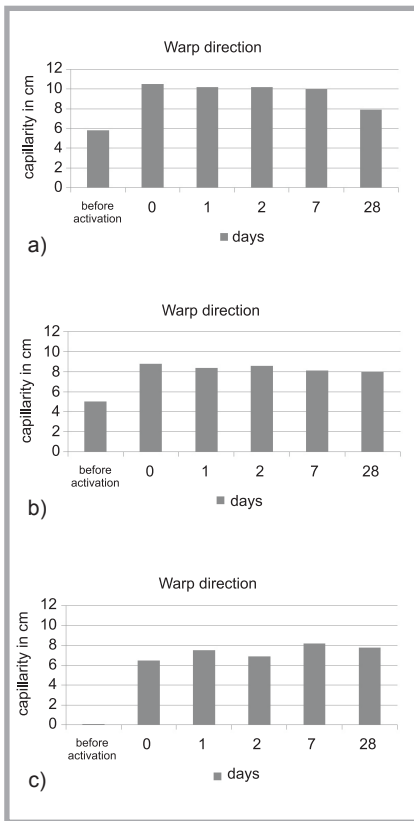 Warp direction
capillarity in cm
12
10
8
6
4
2
0
before
activation
0 1 2 7 28
days
a)
Warp direction
capillarity in cm
12
10
8
6
4
2
0
before
activation
0 1 2 7 28
days
b)
Warp direction
capillarity in cm
12
10
8
6
4
2
0
before
activation
0 1 2 7 28
days
c)